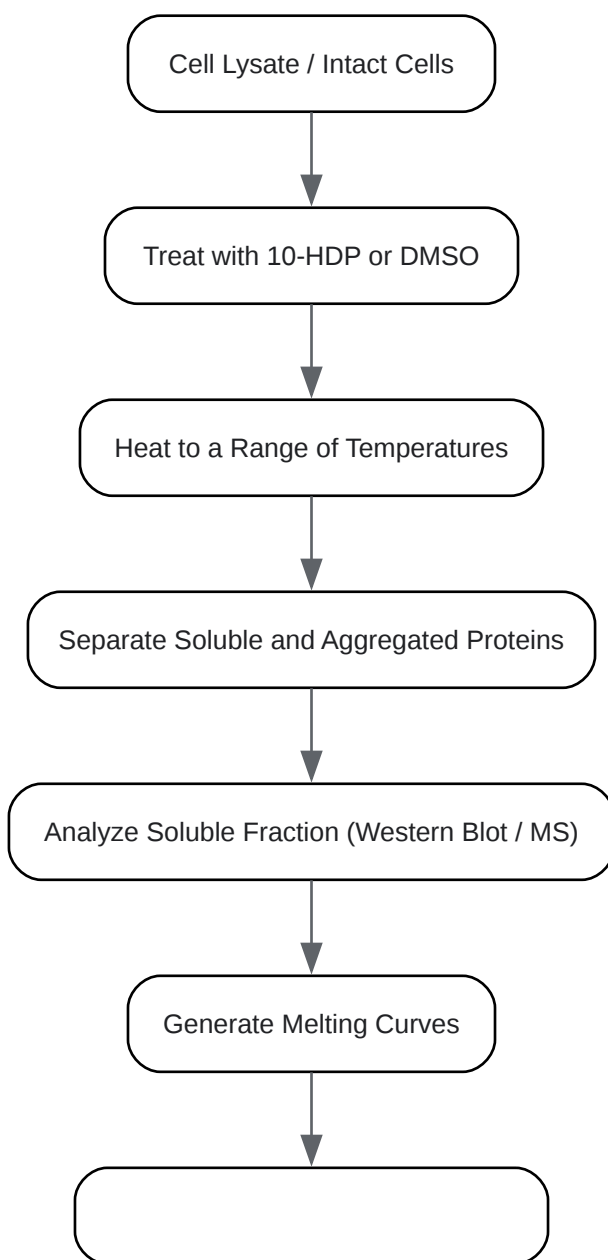 Cell Lysate / Intact Cells
Treat with 10-HDP or DMSO
Heat to a Range of Temperatures
Separate Soluble and Aggregated Proteins
Analyze Soluble Fraction (Western Blot / MS)
Generate Melting Curves